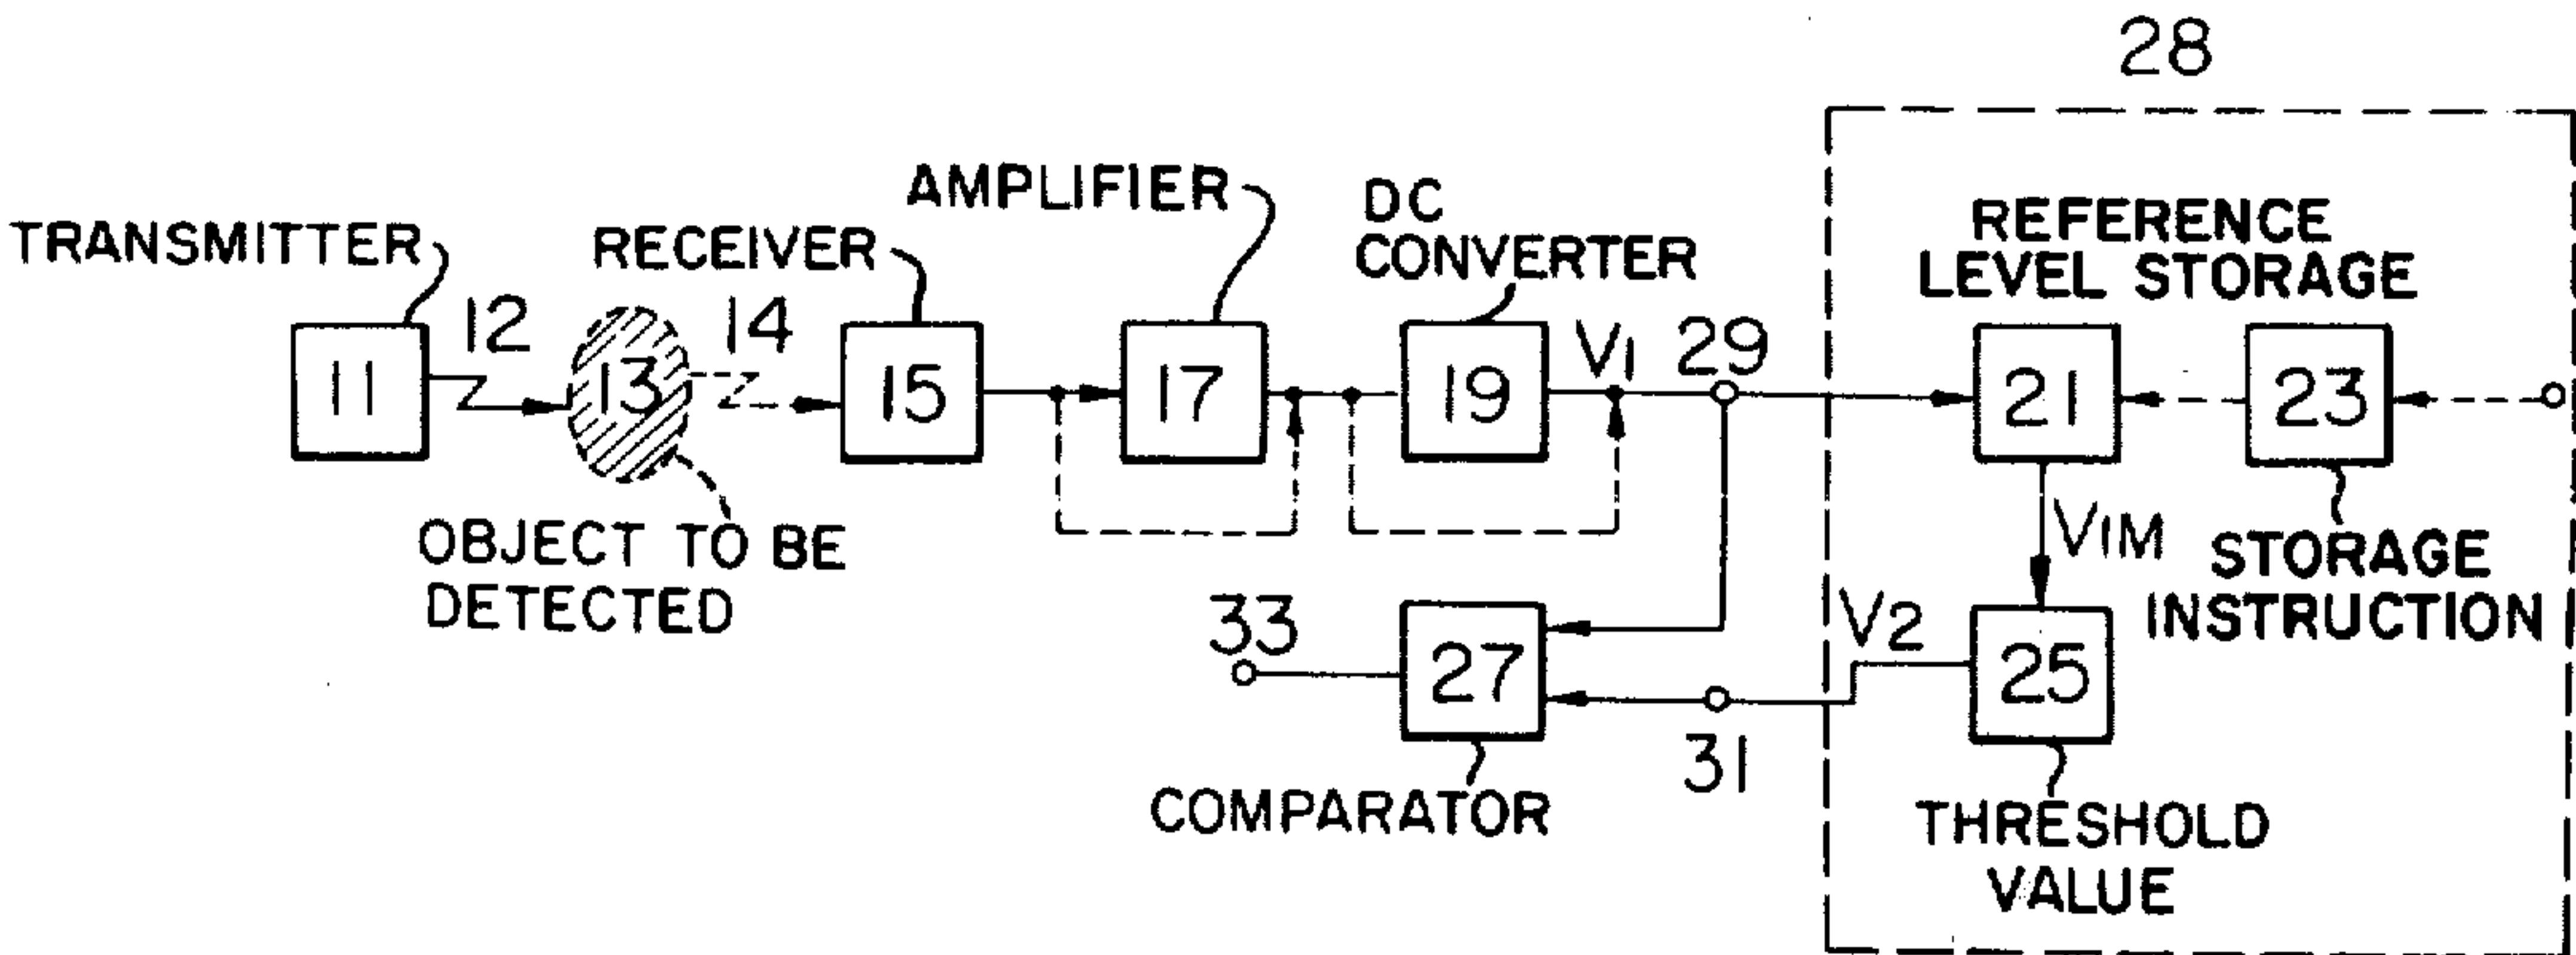 28
AMPLIFIER
DC
CONVERTER
TRANSMITTER
RECEIVER
REFERENCE
LEVEL STORAGE
12
14
V1
29
11
13
15
17
19
21
23
OBJECT TO BE
DETECTED
V1M
STORAGE
INSTRUCTION
33
27
V2
25
31
COMPARATOR
THRESHOLD
VALUE